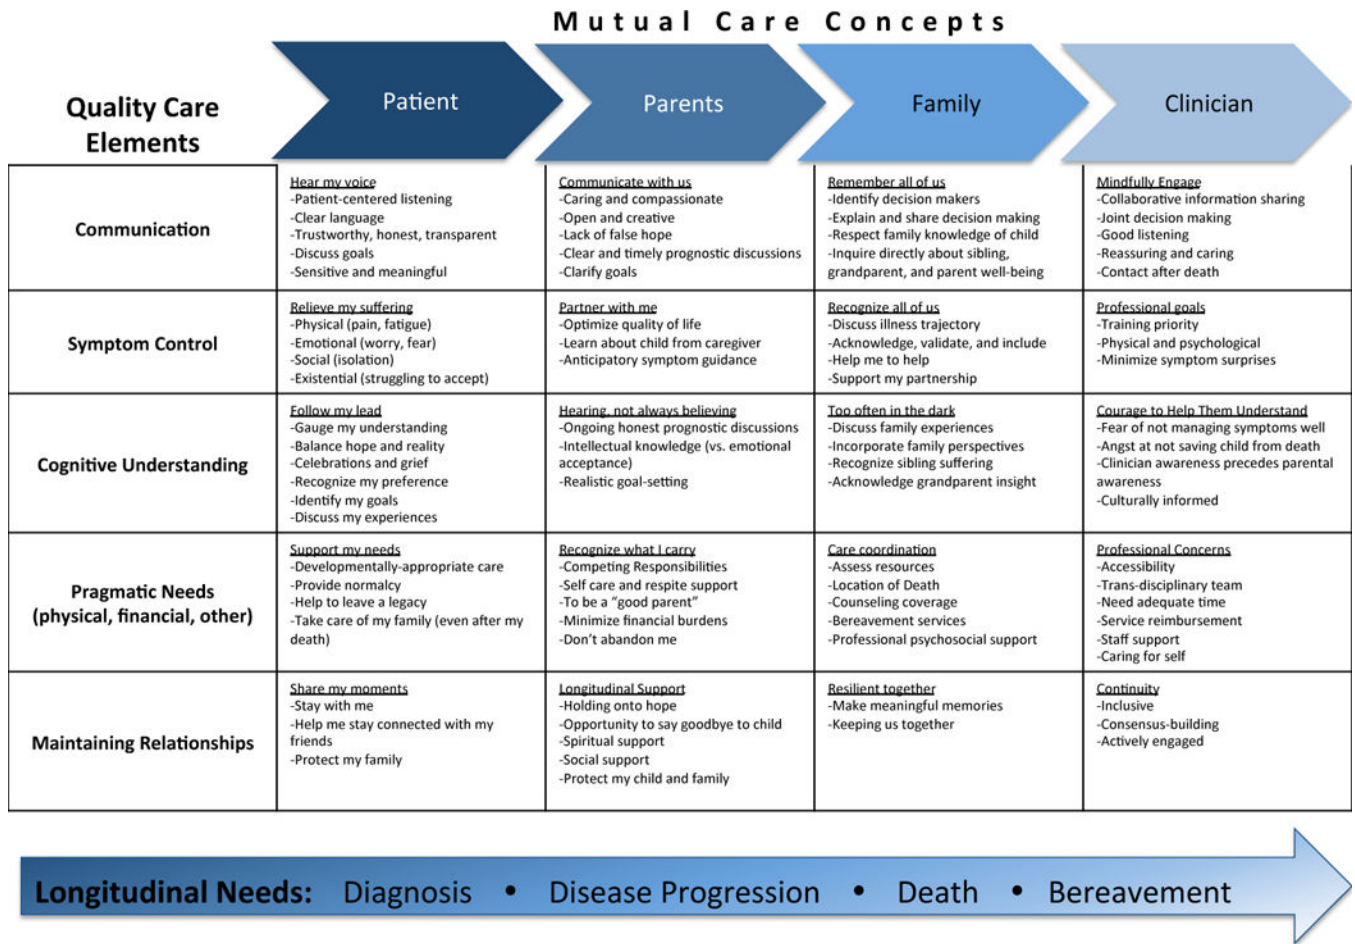 Mutual Care Concepts
Quality Care
Elements
Patient
Parents
Family
Clinician
Communication
Hear my voice
-Patient-centered listening
-Clear language
-Trustworthy, honest, transparent
-Discuss goals
-Sensitive and meaningful
Communicate with us
-Caring and compassionate
-Open and creative
-Lack of false hope
-Clear and timely prognostic discussions
-Clarify goals
Remember all of us
-Identify decision makers
-Explain and share decision making
-Respect family knowledge of child
-Inquire directly about sibling,
grandparent, and parent well-being
Mindfully Engage
-Collaborative information sharing
-Joint decision making
-Good listening
-Reassuring and caring
-Contact after death
Symptom Control
Relieve my suffering
-Physical (pain, fatigue)
-Emotional (worry, fear)
-Social (isolation)
-Existential (struggling to accept)
Partner with me
-Optimize quality of life
-Learn about child from caregiver
-Anticipatory symptom guidance
Recognize all of us
-Discuss illness trajectory
-Acknowledge, validate, and include
-Help me to help
-Support my partnership
Professional goals
-Training priority
-Physical and psychological
-Minimize symptom surprises
Cognitive Understanding
Follow my lead
-Gauge my understanding
-Balance hope and reality
-Celebrations and grief
-Recognize my preference
-Identify my goals
-Discuss my experiences
Hearing, not always believing
-Ongoing honest prognostic discussions
-Intellectual knowledge (vs. emotional
acceptance)
-Realistic goal-setting
Too often in the dark
-Discuss family experiences
-Incorporate family perspectives
-Recognize sibling suffering
-Acknowledge grandparent insight
Courage to Help Them Understand
-Fear of not managing symptoms well
-Angst at not saving child from death
-Clinician awareness precedes parental
awareness
-Culturally informed
Pragmatic Needs
(physical, financial, other)
Support my needs
-Developmentally-appropriate care
-Provide normalcy
-Help to leave a legacy
-Take care of my family (even after my
death)
Recognize what I carry
-Competing Responsibilities
-Self care and respite support
-To be a “good parent”
-Minimize financial burdens
-Don’t abandon me
Care coordination
-Assess resources
-Location of Death
-Counseling coverage
-Bereavement services
-Professional psychosocial support
Professional Concerns
-Accessibility
-Trans-disciplinary team
-Need adequate time
-Service reimbursement
-Staff support
-Caring for self
Maintaining Relationships
Share my moments
-Stay with me
-Help me stay connected with my
friends
-Protect my family
Longitudinal Support
-Holding onto hope
-Opportunity to say goodbye to child
-Spiritual support
-Social support
-Protect my child and family
Resilient together
-Make meaningful memories
-Keeping us together
Continuity
-Inclusive
-Consensus-building
-Actively engaged
Longitudinal Needs: Diagnosis • Disease Progression • Death • Bereavement